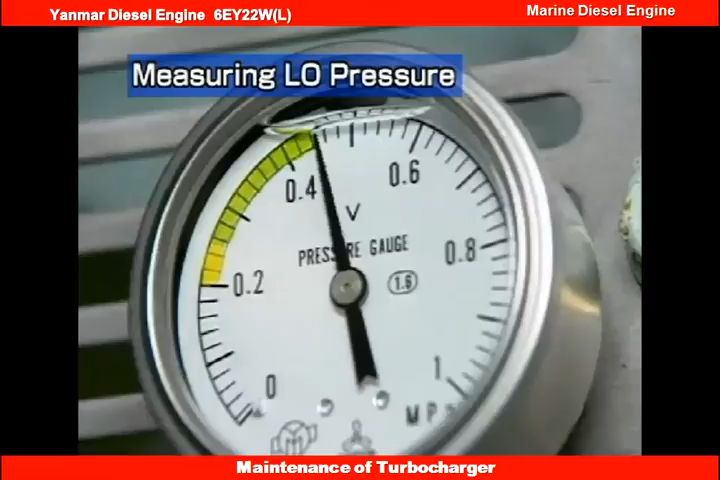 Yanmar Diesel Engine 6EY22W(L)
Marine Diesel Engine
Measuring LO Pressure
0.4
0.6
V
PRESSURE GAUGE
0.2
0.8
1.6
0
1
Maintenance of Turbocharger